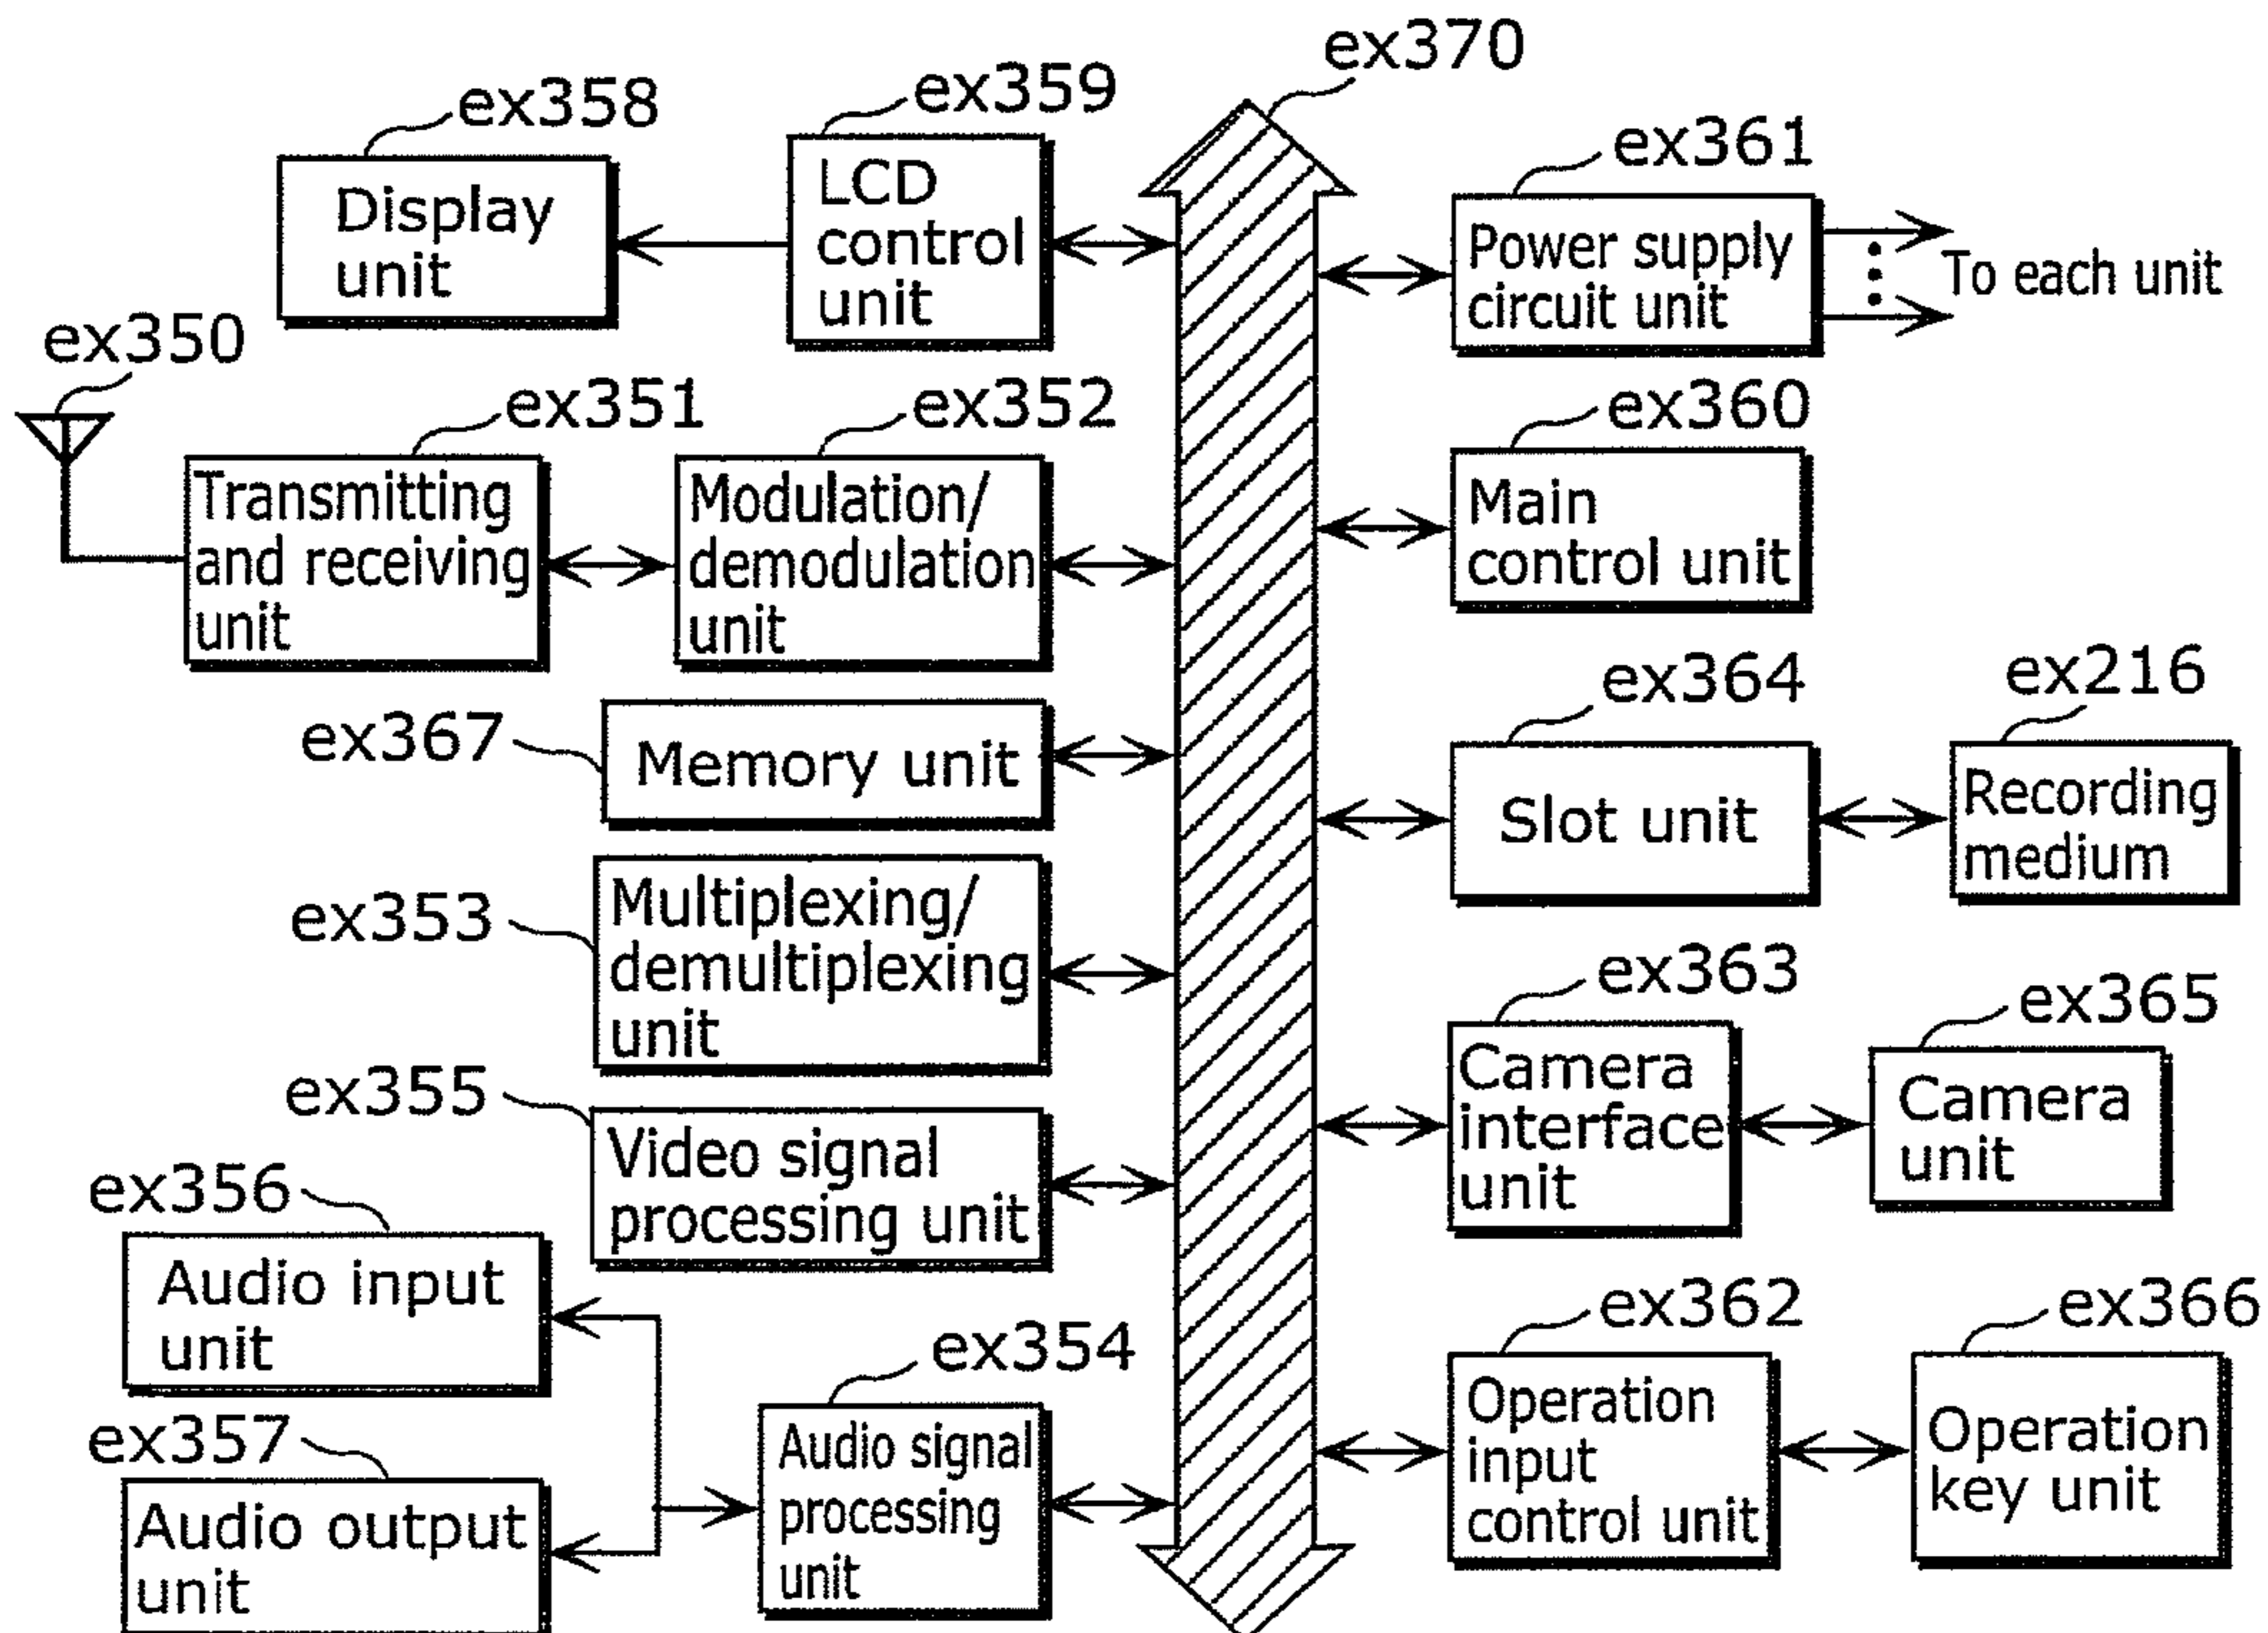 ex370
ex358
ex359
ex361
Display
unit
LCD
control
unit
Power supply
circuit unit
To each unit
ex350
ex351
ex352
ex360
Transmitting
and receiving
unit
Modulation/
demodulation
unit
Main
control unit
ex367
Memory unit
ex364
ex216
Slot unit
Recording
medium
ex353
Multiplexing/
demultiplexing
unit
ex363
ex365
Camera
interface
unit
Camera
unit
ex355
Video signal
processing unit
ex356
Audio input
unit
ex354
ex362
ex366
ex357
Audio output
unit
Audio signal
processing
unit
Operation
input
control unit
Operation
key unit